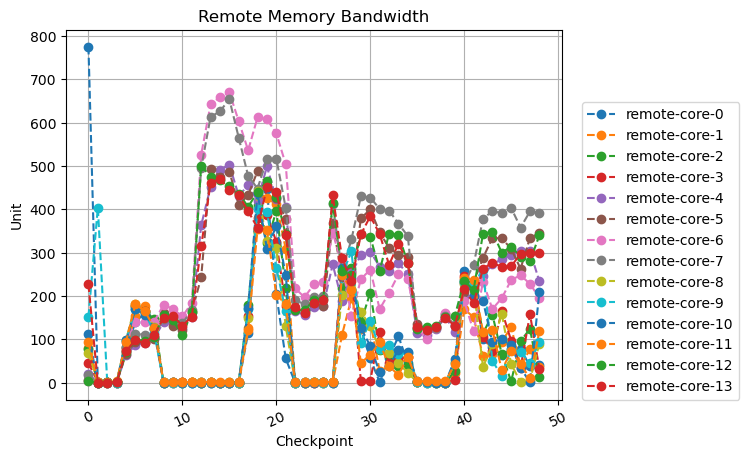 Remote Memory Bandwidth
800
700
600
500
400
300
200
100
0
Unit
0
10
20
30
40
50
Checkpoint
remote-core-0
remote-core-1
remote-core-2
remote-core-3
remote-core-4
remote-core-5
remote-core-6
remote-core-7
remote-core-8
remote-core-9
remote-core-10
remote-core-11
remote-core-12
remote-core-13